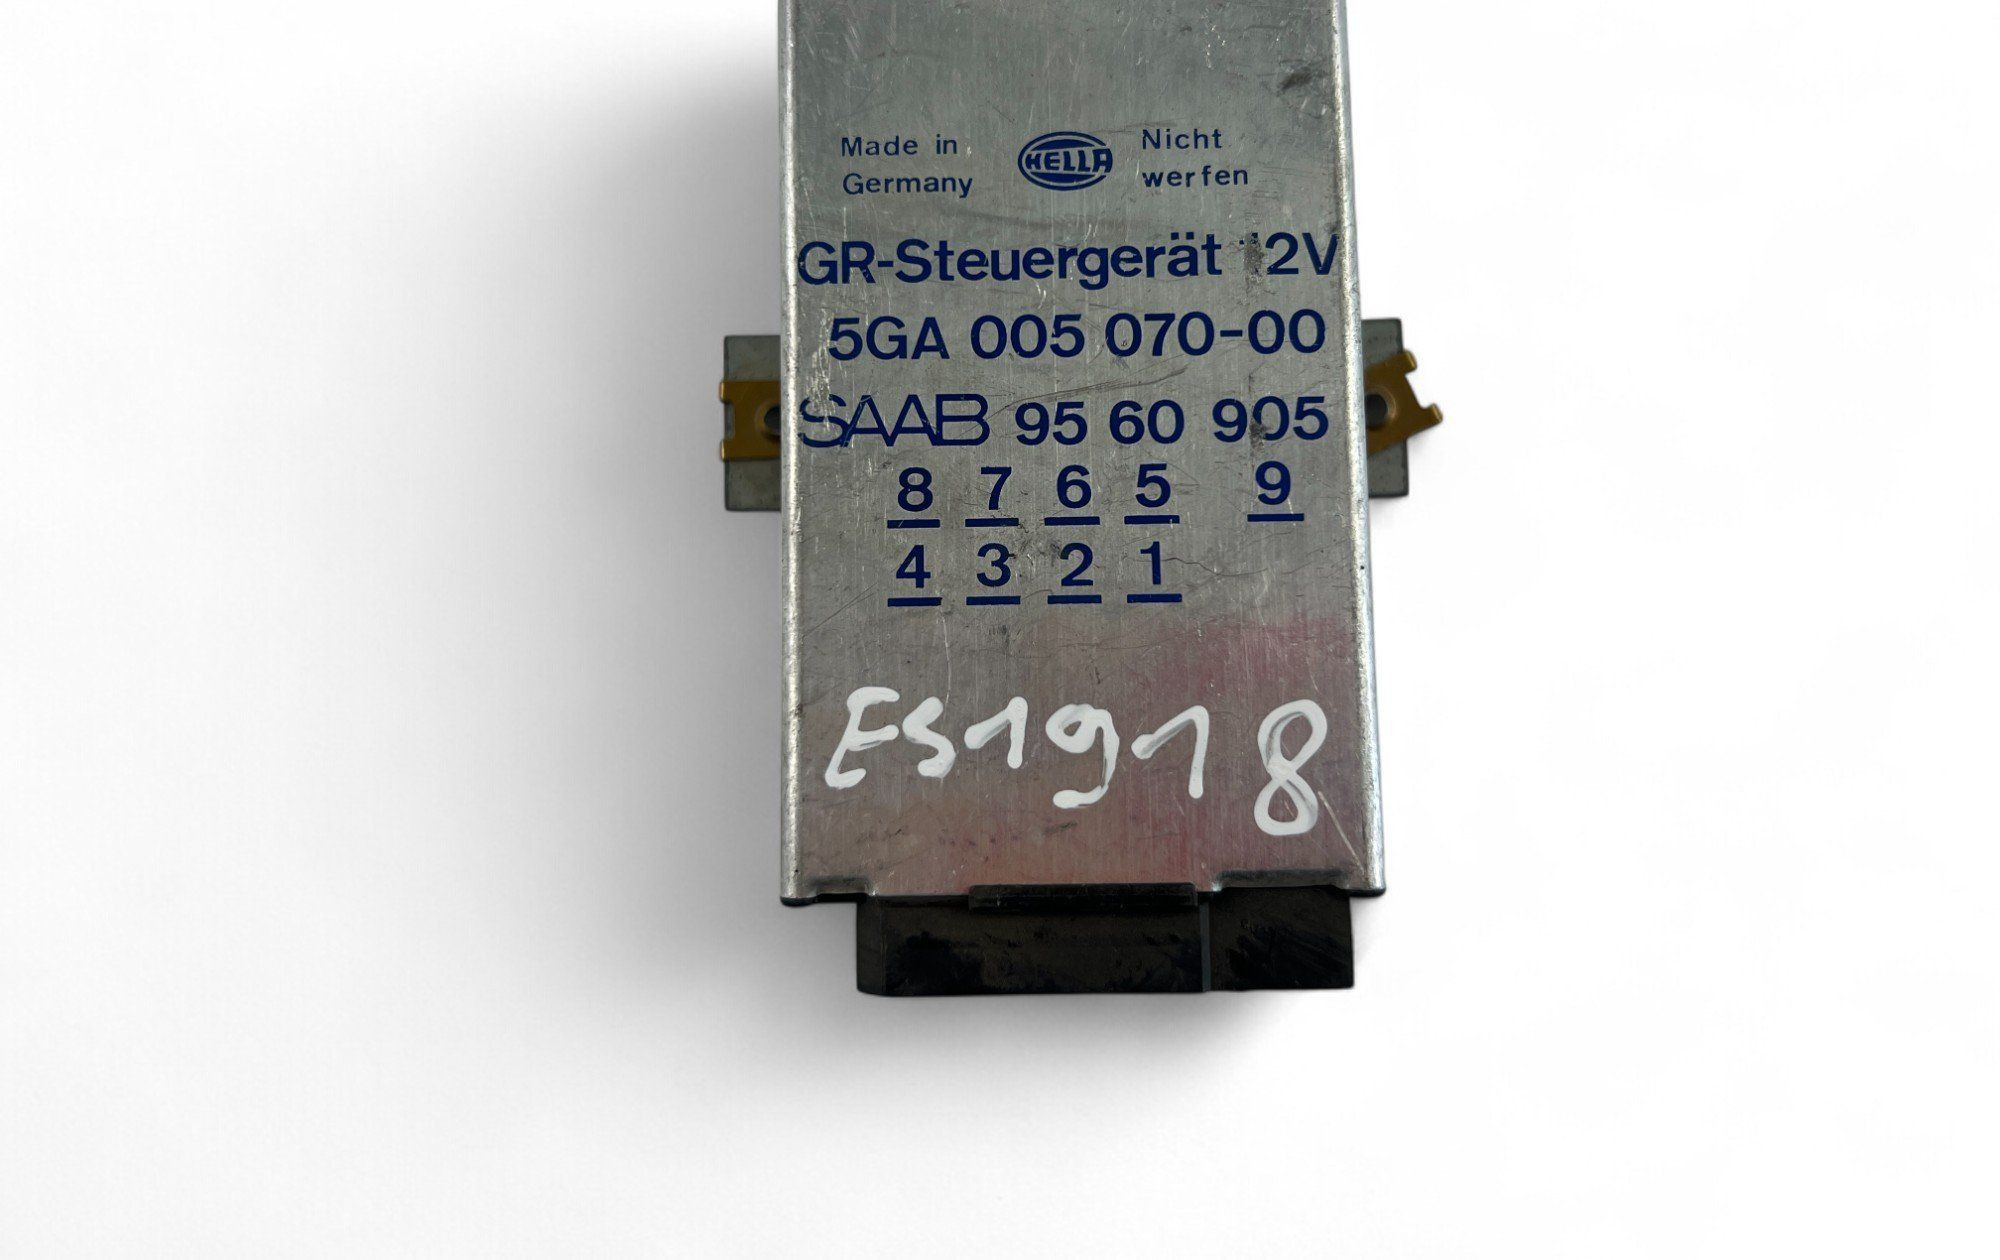 Made in
Germany
HELLA
Nicht
werfen
GR-Steuergerät 12V
5GA 005 070-00
SAAB 95 60 905
8 7 6 5 9
4 3 2 1
ES1918